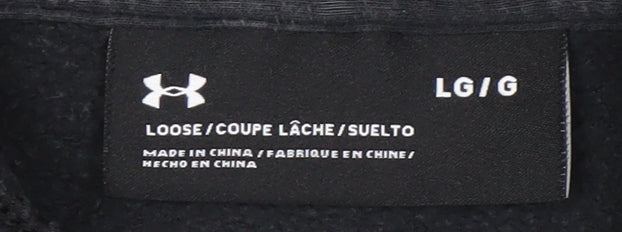 LG/G
LOOSE/COUPE LÂCHE/SUELTO
MADE IN CHINA/FABRIQUE EN CHINE/
HECHO EN CHINA